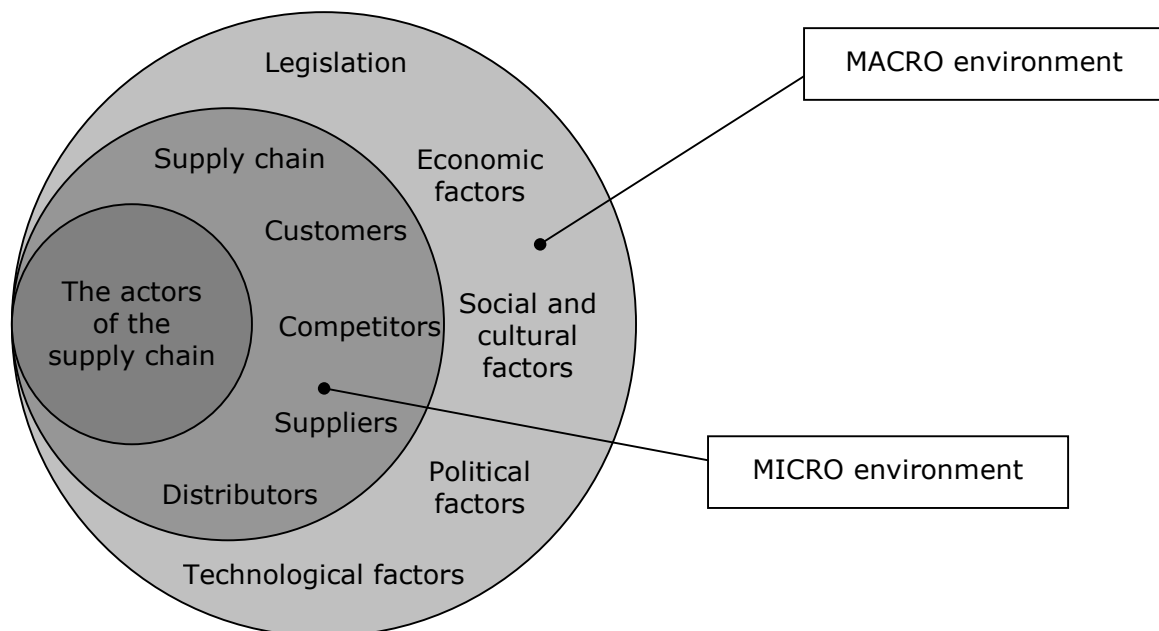 Legislation
MACRO environment
Supply chain
Economic
factors
Customers
The actors
of the
supply chain
Competitors
Social and
cultural
factors
Suppliers
MICRO environment
Political
factors
Distributors
Technological factors